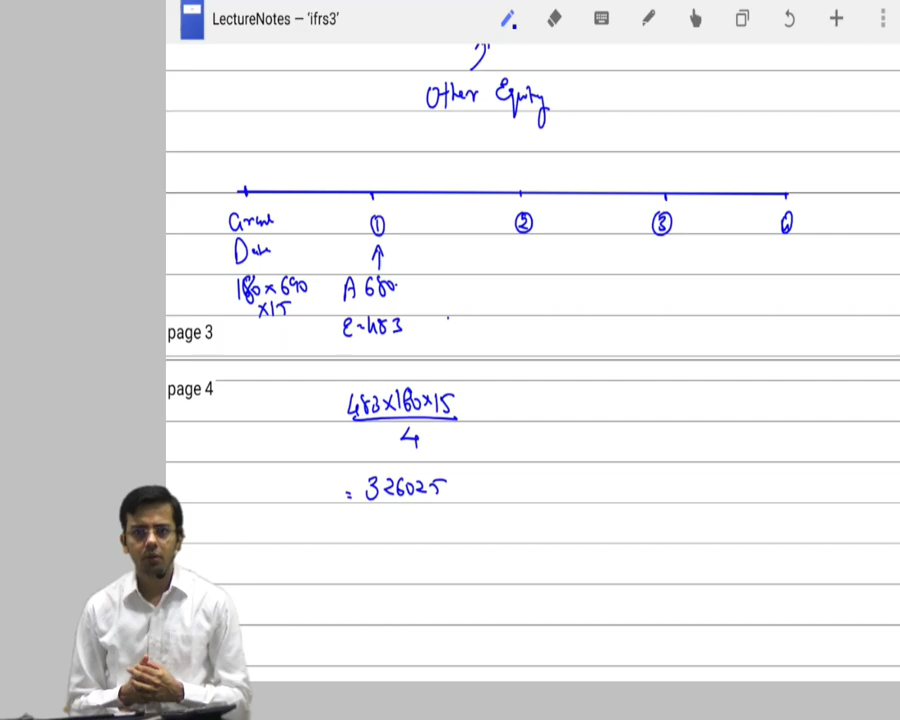 LectureNotes – 'ifrs3'
Other Equity
Grant ① ② ③ ④
Date
180×690 A 680
×15
page 3 E-483
page 4
483×180×15
4
= 326025